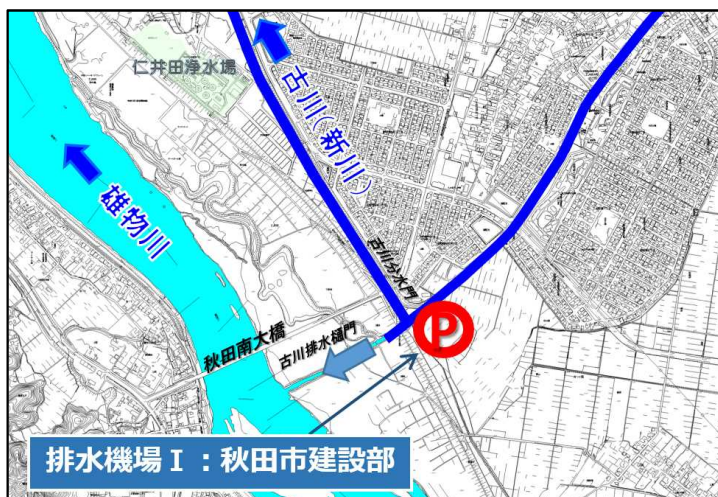 仁井田浄水場
古川(新川)
雄物川
古川分水門
秋田南大橋
古川排水樋門
P
排水機場Ⅰ:秋田市建設部